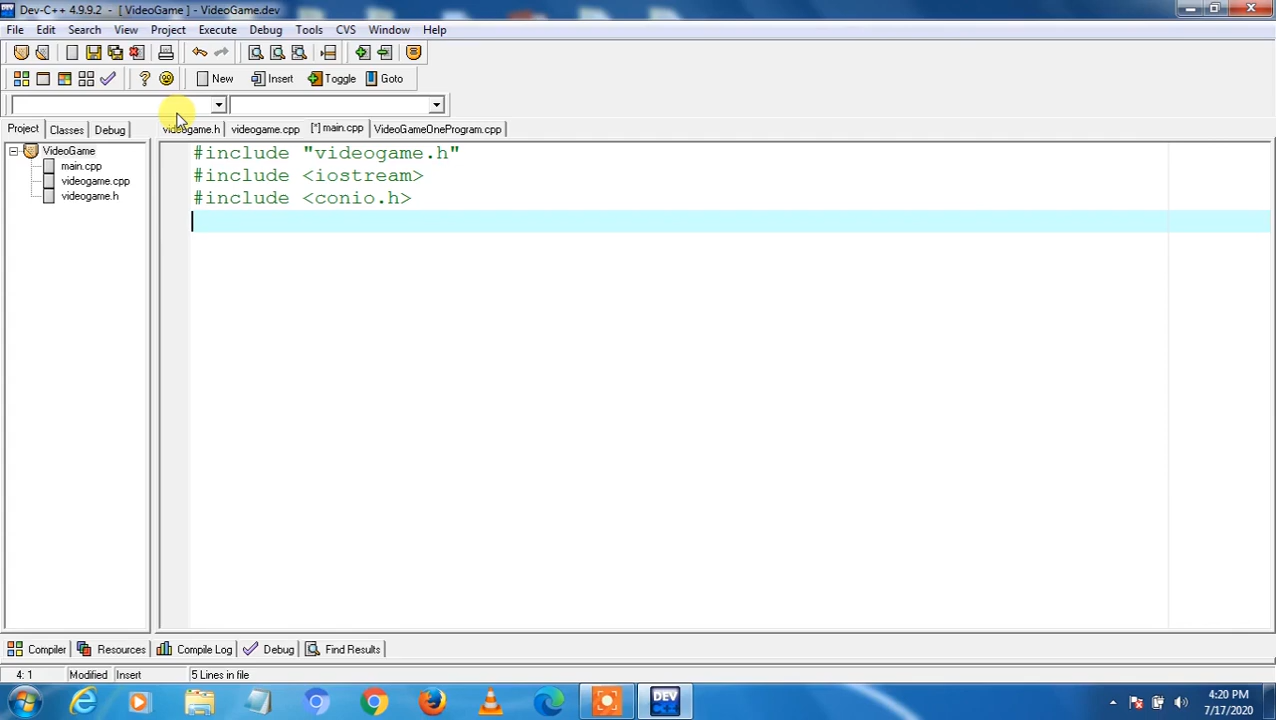 Dev-C++ 4.9.9.2 - [ VideoGame ] - VideoGame.dev
File Edit Search View Project Execute Debug Tools CVS Window Help
New Insert Toggle Goto
Project Classes Debug videogame.h videogame.cpp [*] main.cpp VideoGameOneProgram.cpp
VideoGame
main.cpp
videogame.cpp
videogame.h
#include "videogame.h"
#include <iostream>
#include <conio.h>
Compiler Resources Compile Log Debug Find Results
4: 1 Modified Insert 5 Lines in file
DEV
4:20 PM
7/17/2020